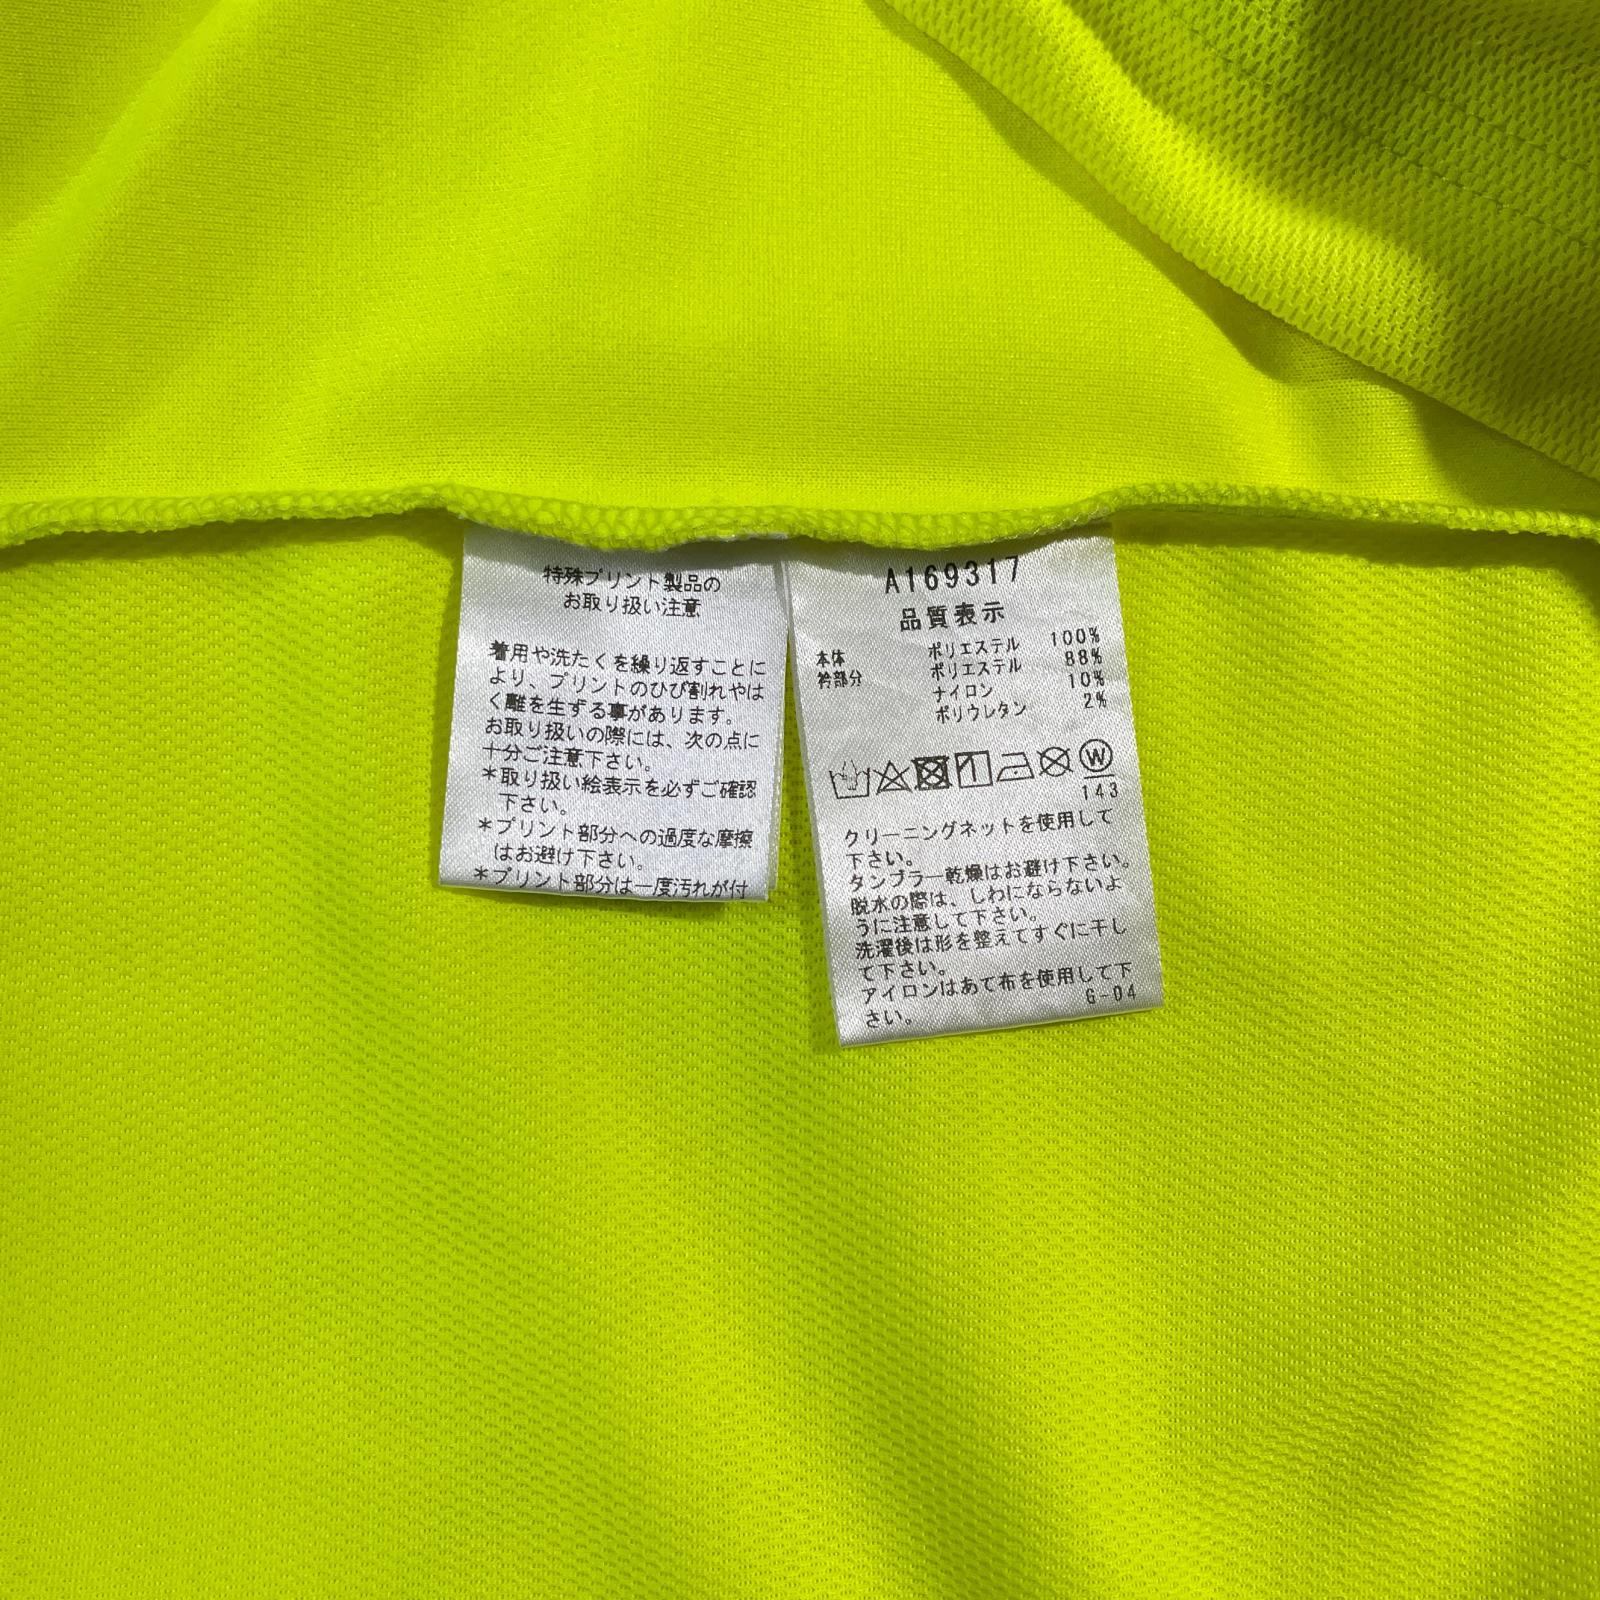 特殊プリント製品の
お取り扱い注意
着用や洗たくを繰り返すことに
より、プリントのひび割れやは
く離を生ずる事があります。
お取り扱いの際には、次の点に
十分ご注意下さい。
*取り扱い絵表示を必ずご確認
下さい。
*プリント部分への過度な摩擦
はお避け下さい。
*プリント部分は一度汚れが付
A169317
品質表示
本体 ポリエステル 100%
衿部分 ポリエステル 88%
ナイロン 10%
ポリウレタン 2%
W
143
クリーニングネットを使用して
下さい。
タンブラー乾燥はお避け下さい。
脱水の際は、しわにならないよ
うに注意して下さい。
洗濯後は形を整えてすぐに干し
て下さい。
アイロンはあて布を使用して下
さい。 G-04